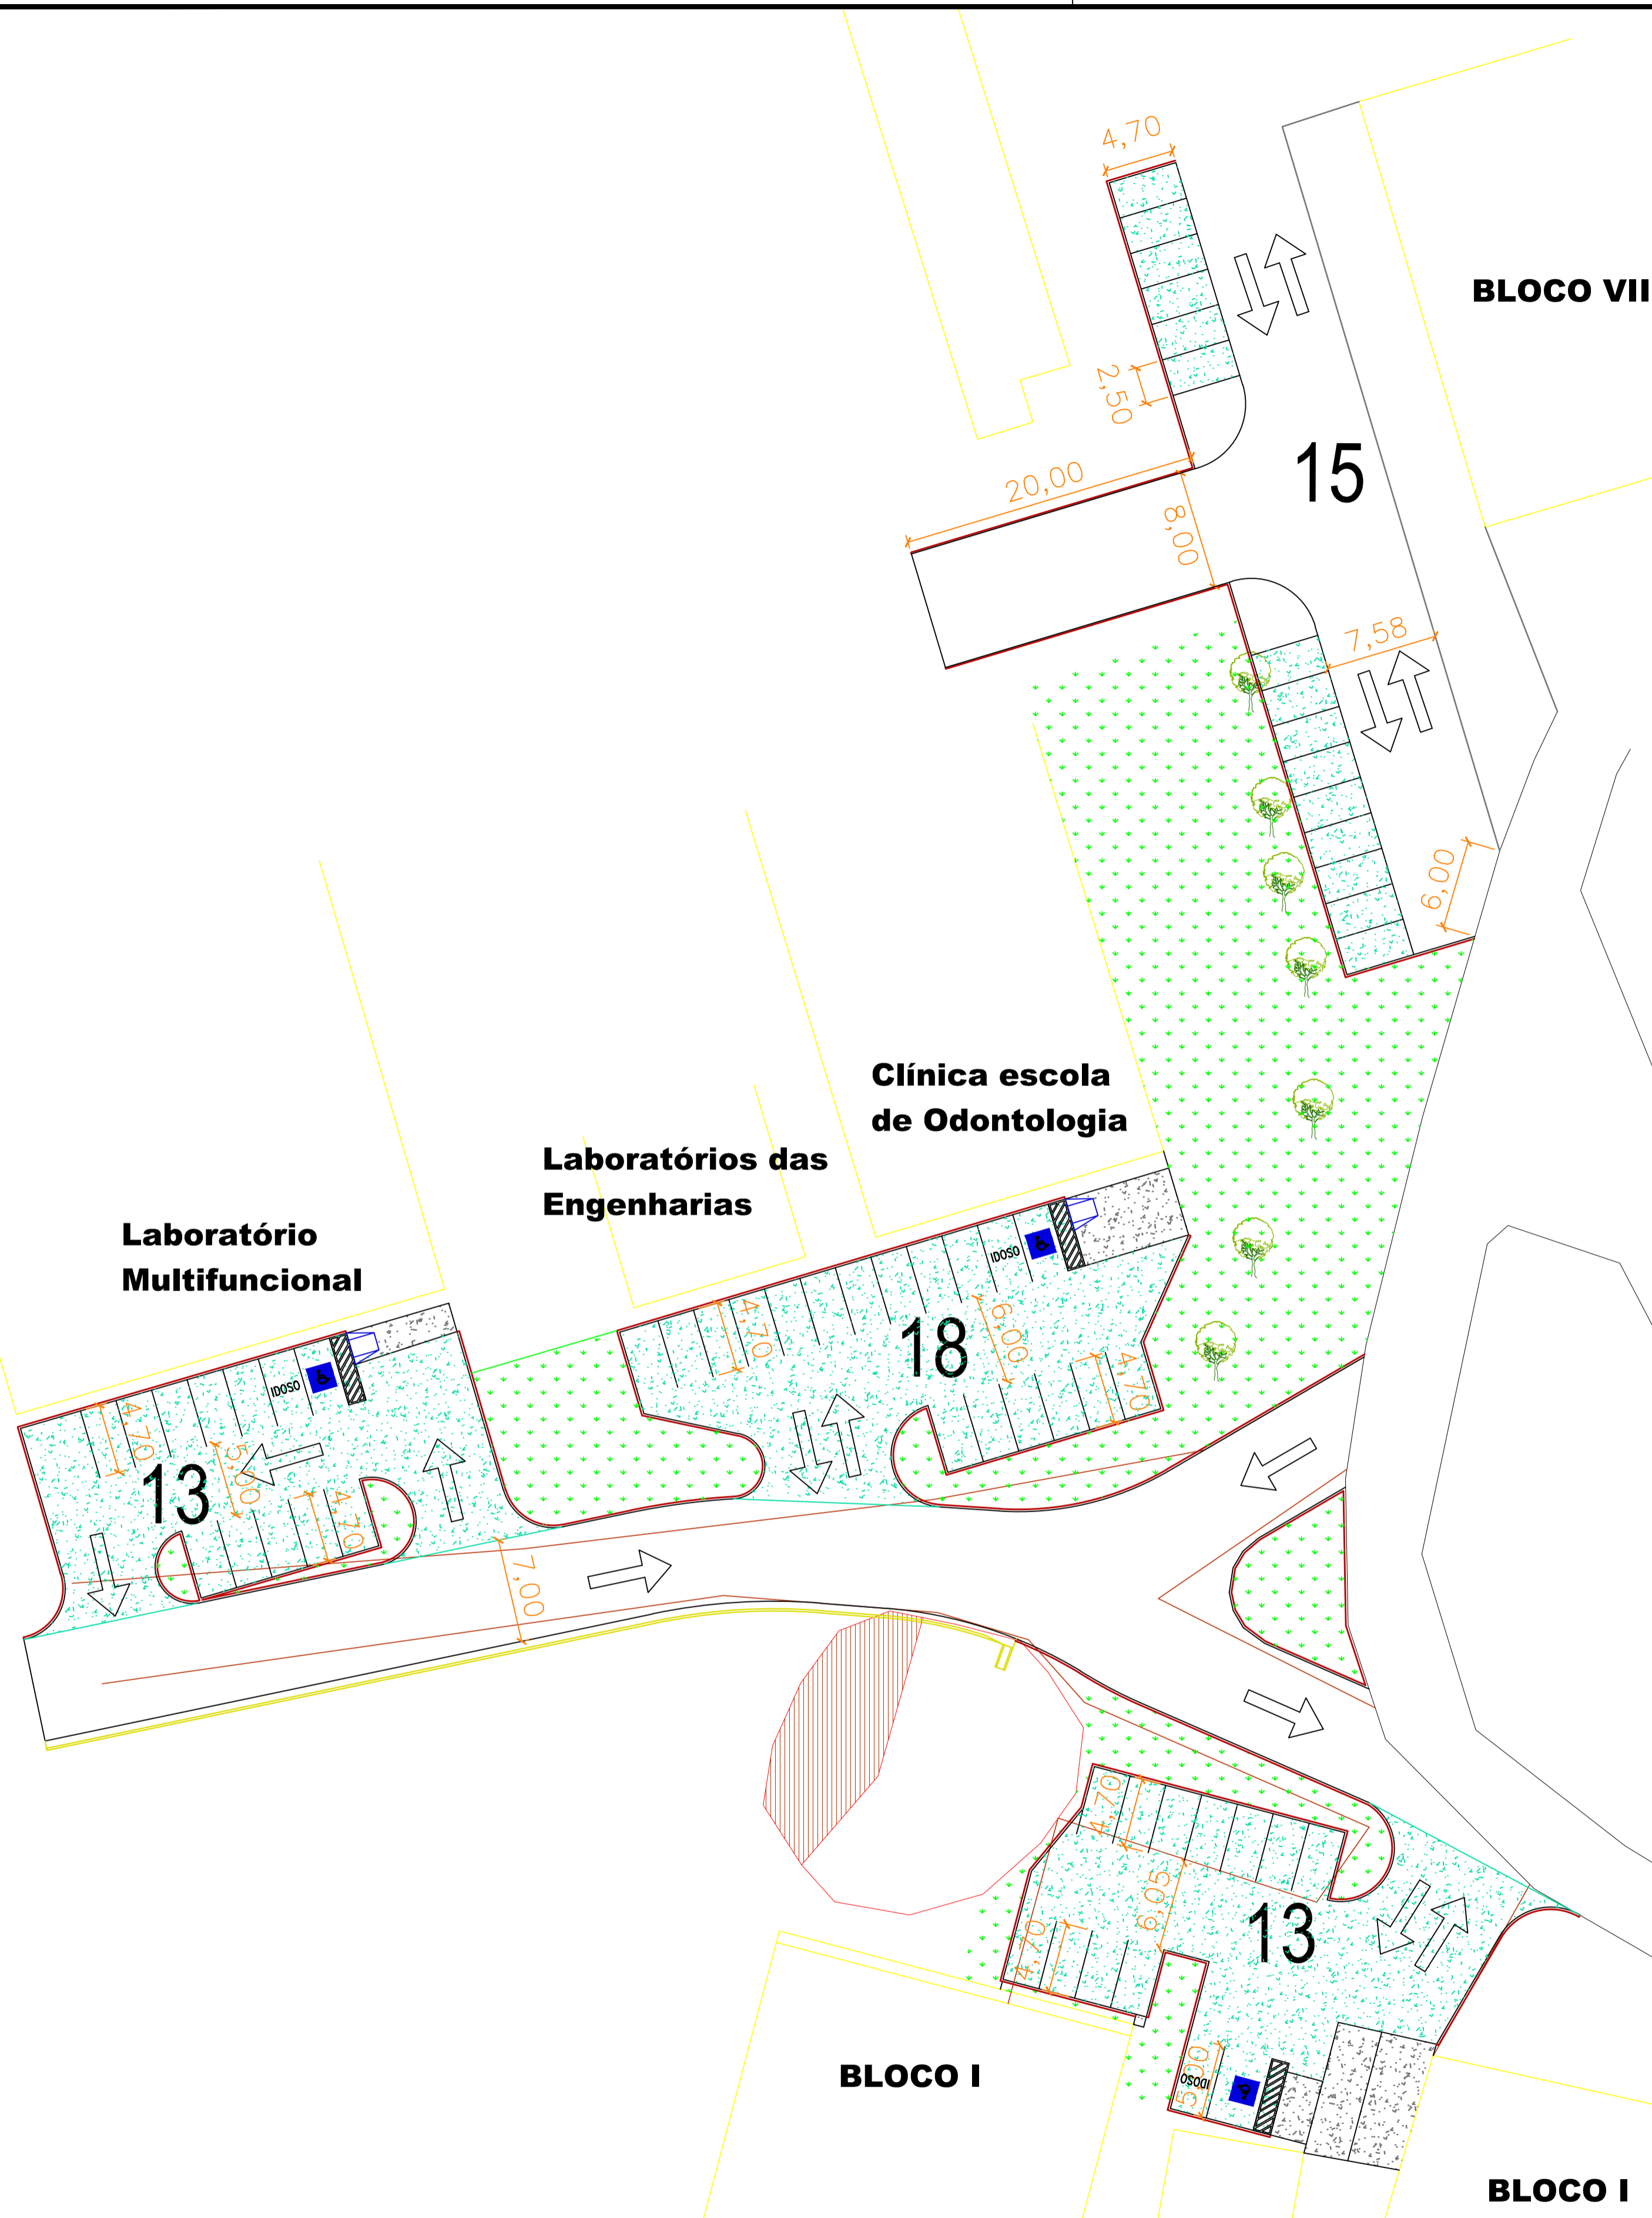 4,70
BLOCO VII
2,50
15
20,00
8,00
7,58
6,00
Clínica escola
de Odontologia
Laboratórios das
Engenharias
Laboratório
Multifuncional
IDOSO
4,70
6,00
18
4,70
IDOSO
4,70
5,00
13
4,70
7,00
4,70
6,05
13
4,70
BLOCO I
5,00
IDOSO
BLOCO I